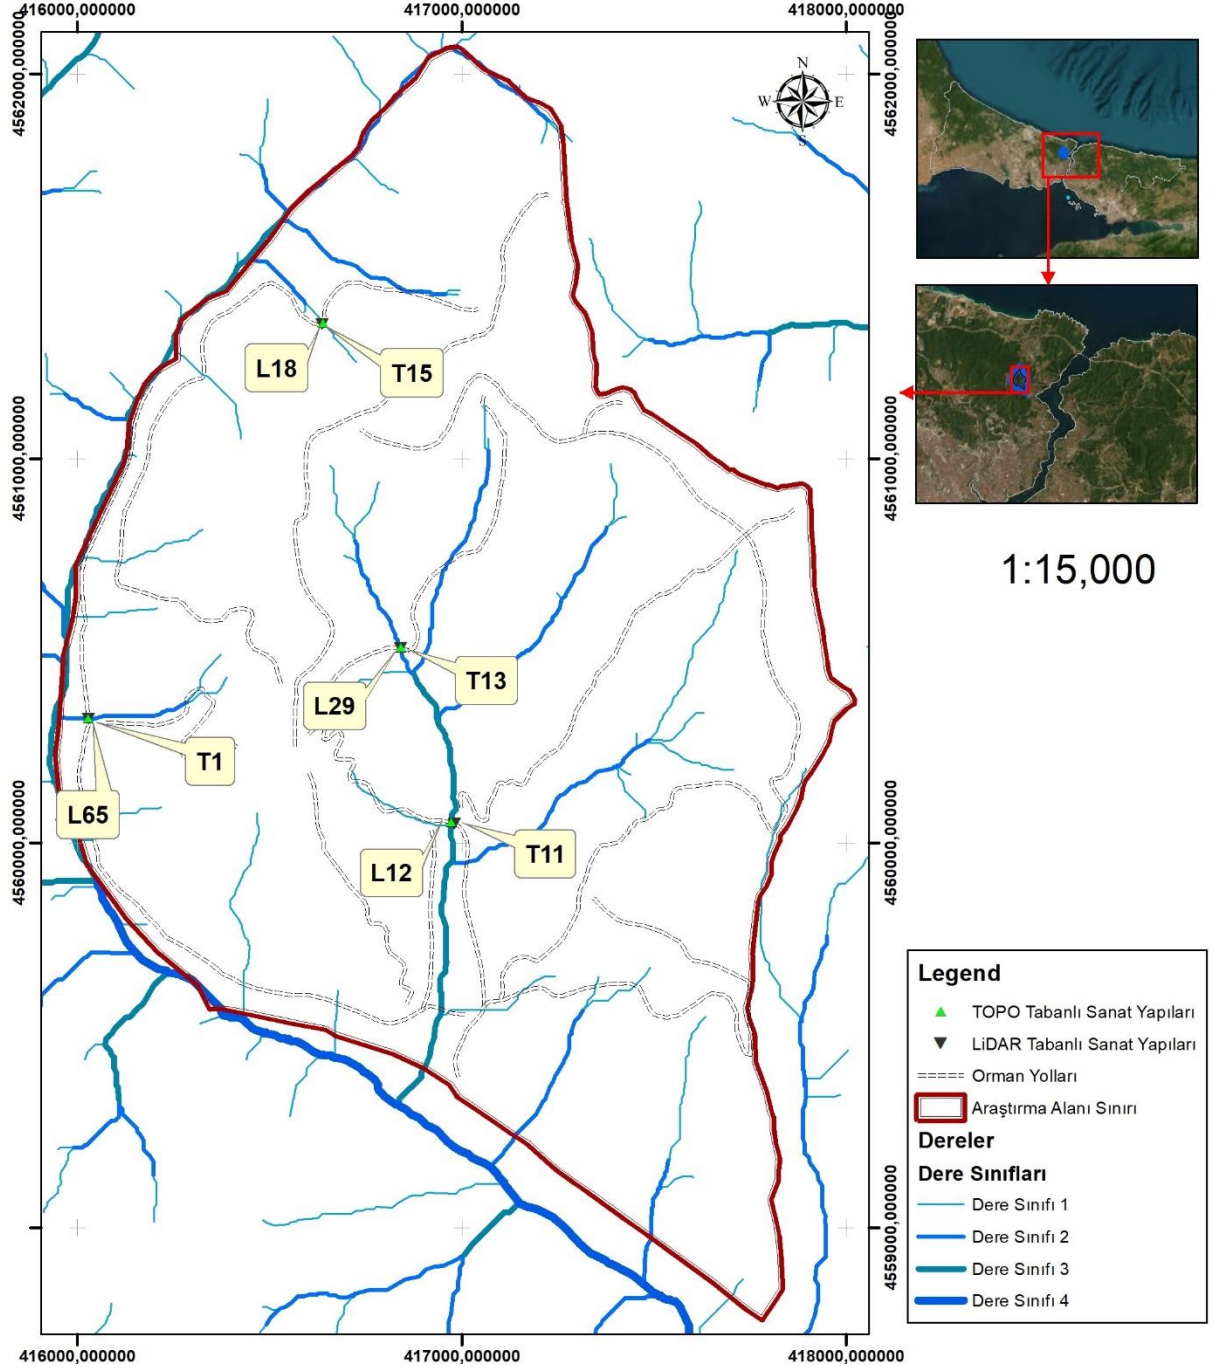 416000,000000
417000,000000
418000,000000
4562000,000000
4562000,000000
N
W
E
S
L18
T15
4561000,000000
4561000,000000
1:15,000
T13
L29
T1
L65
4560000,000000
4560000,000000
T11
L12
Legend
TOPO Tabanlı Sanat Yapıları
LiDAR Tabanlı Sanat Yapıları
Orman Yolları
Araştırma Alanı Sınırı
Dereler
Dere Sınıfları
Dere Sınıfı 1
Dere Sınıfı 2
Dere Sınıfı 3
Dere Sınıfı 4
4559000,000000
4559000,000000
416000,000000
417000,000000
418000,000000